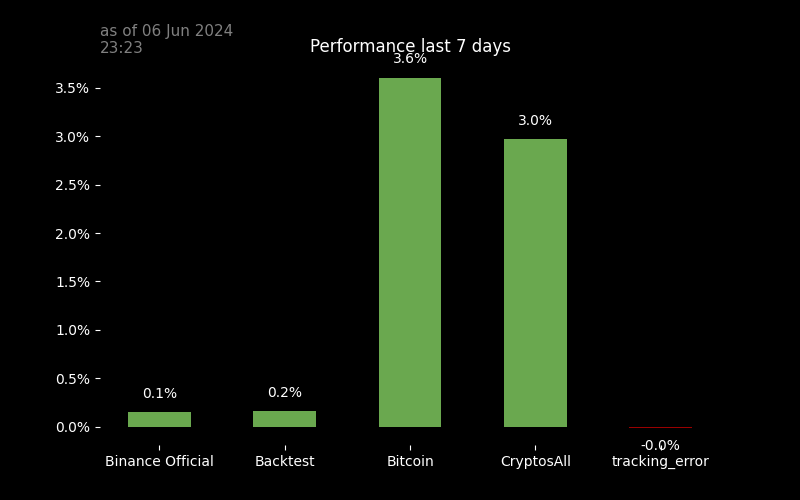 as of 06 Jun 2024
23:23
Performance last 7 days
3.6%
3.5%
3.0%
3.0%
2.5%
2.0%
1.5%
1.0%
0.5%
0.1%
0.2%
0.0%
-0.0%
Binance Official
Backtest
Bitcoin
CryptosAll
tracking_error